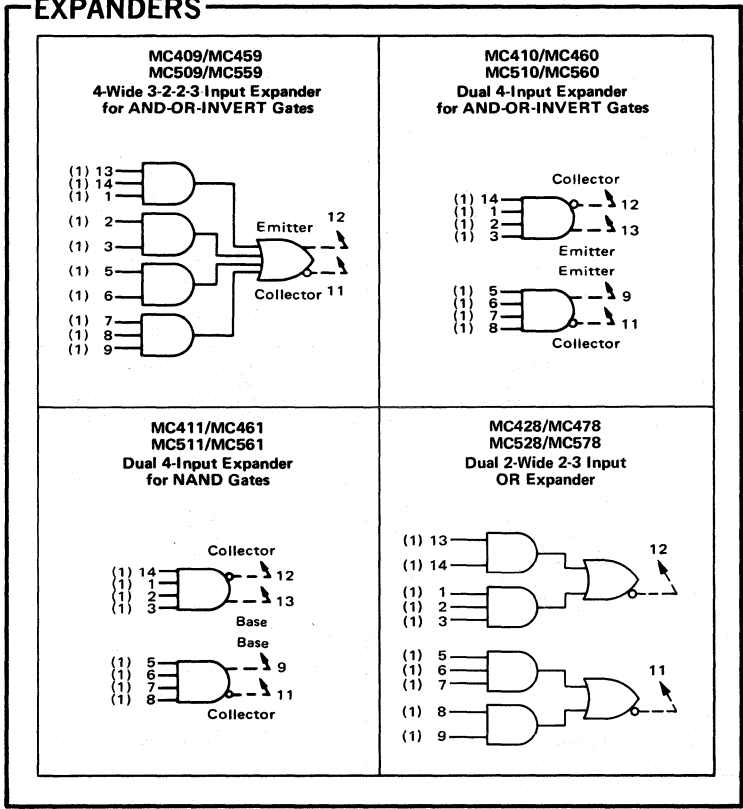 EXPANDERS
MC409/MC459
MC509/MC559
4-Wide 3-2-2-3 Input Expander
for AND-OR-INVERT Gates
(1) 13
(1) 14
(1) 1
(1) 2
(1) 3
(1) 5
(1) 6
(1) 7
(1) 8
(1) 9
Emitter
12
Collector 11
MC410/MC460
MC510/MC560
Dual 4-Input Expander
for AND-OR-INVERT Gates
Collector
(1) 14
(1) 1
(1) 2
(1) 3
12
13
Emitter
Emitter
(1) 5
(1) 6
(1) 7
(1) 8
9
11
Collector
MC411/MC461
MC511/MC561
Dual 4-Input Expander
for NAND Gates
Collector
(1) 14
(1) 1
(1) 2
(1) 3
12
13
Base
Base
(1) 5
(1) 6
(1) 7
(1) 8
9
11
Collector
MC428/MC478
MC528/MC578
Dual 2-Wide 2-3 Input
OR Expander
(1) 13
(1) 14
(1) 1
(1) 2
(1) 3
12
(1) 5
(1) 6
(1) 7
(1) 8
(1) 9
11